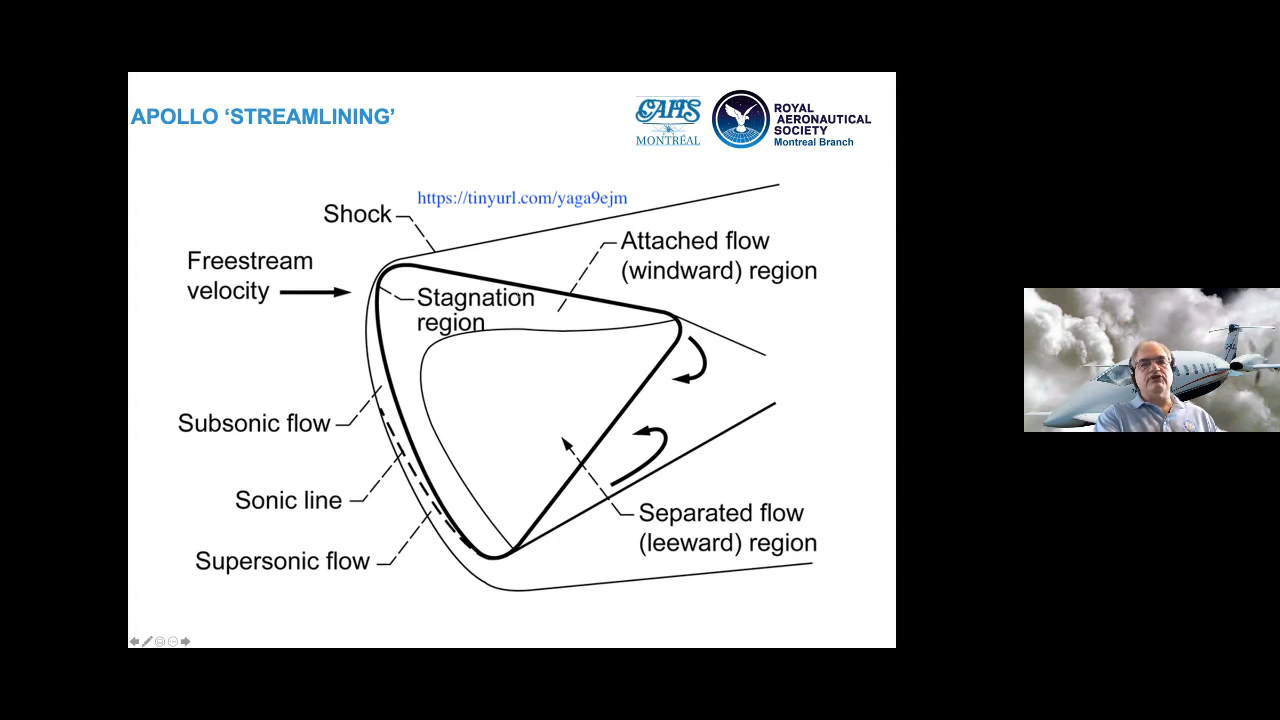 APOLLO ‘STREAMLINING’
CAHS
MONTRÉAL
ROYAL
AERONAUTICAL
SOCIETY
Montreal Branch
https://tinyurl.com/yaga9ejm
Shock
Attached flow
(windward) region
Freestream
velocity
Stagnation
region
Subsonic flow
Sonic line
Supersonic flow
Separated flow
(leeward) region